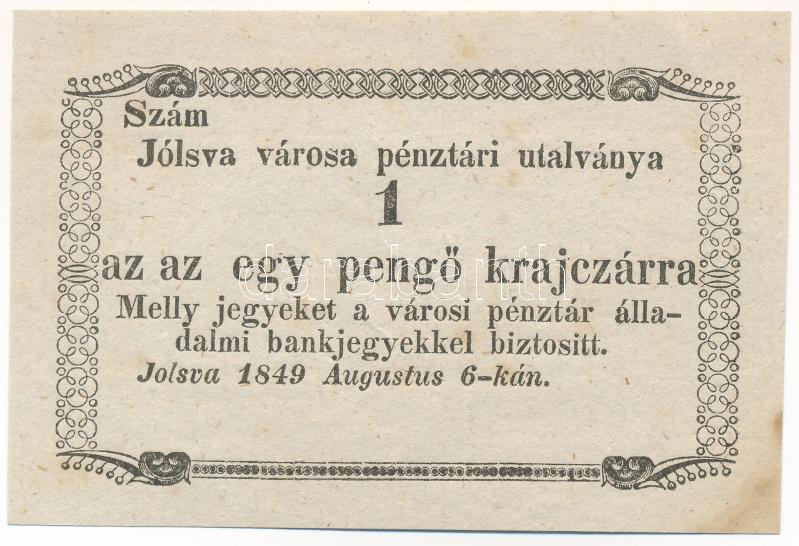 Szám
Jólsva városa pénztári utalványa
1
az az egy pengő krajczárra
Melly jegyeket a városi pénztár álla-
dalmi bankjegyekkel biztositt.
Jolsva 1849 Augustus 6-kán.